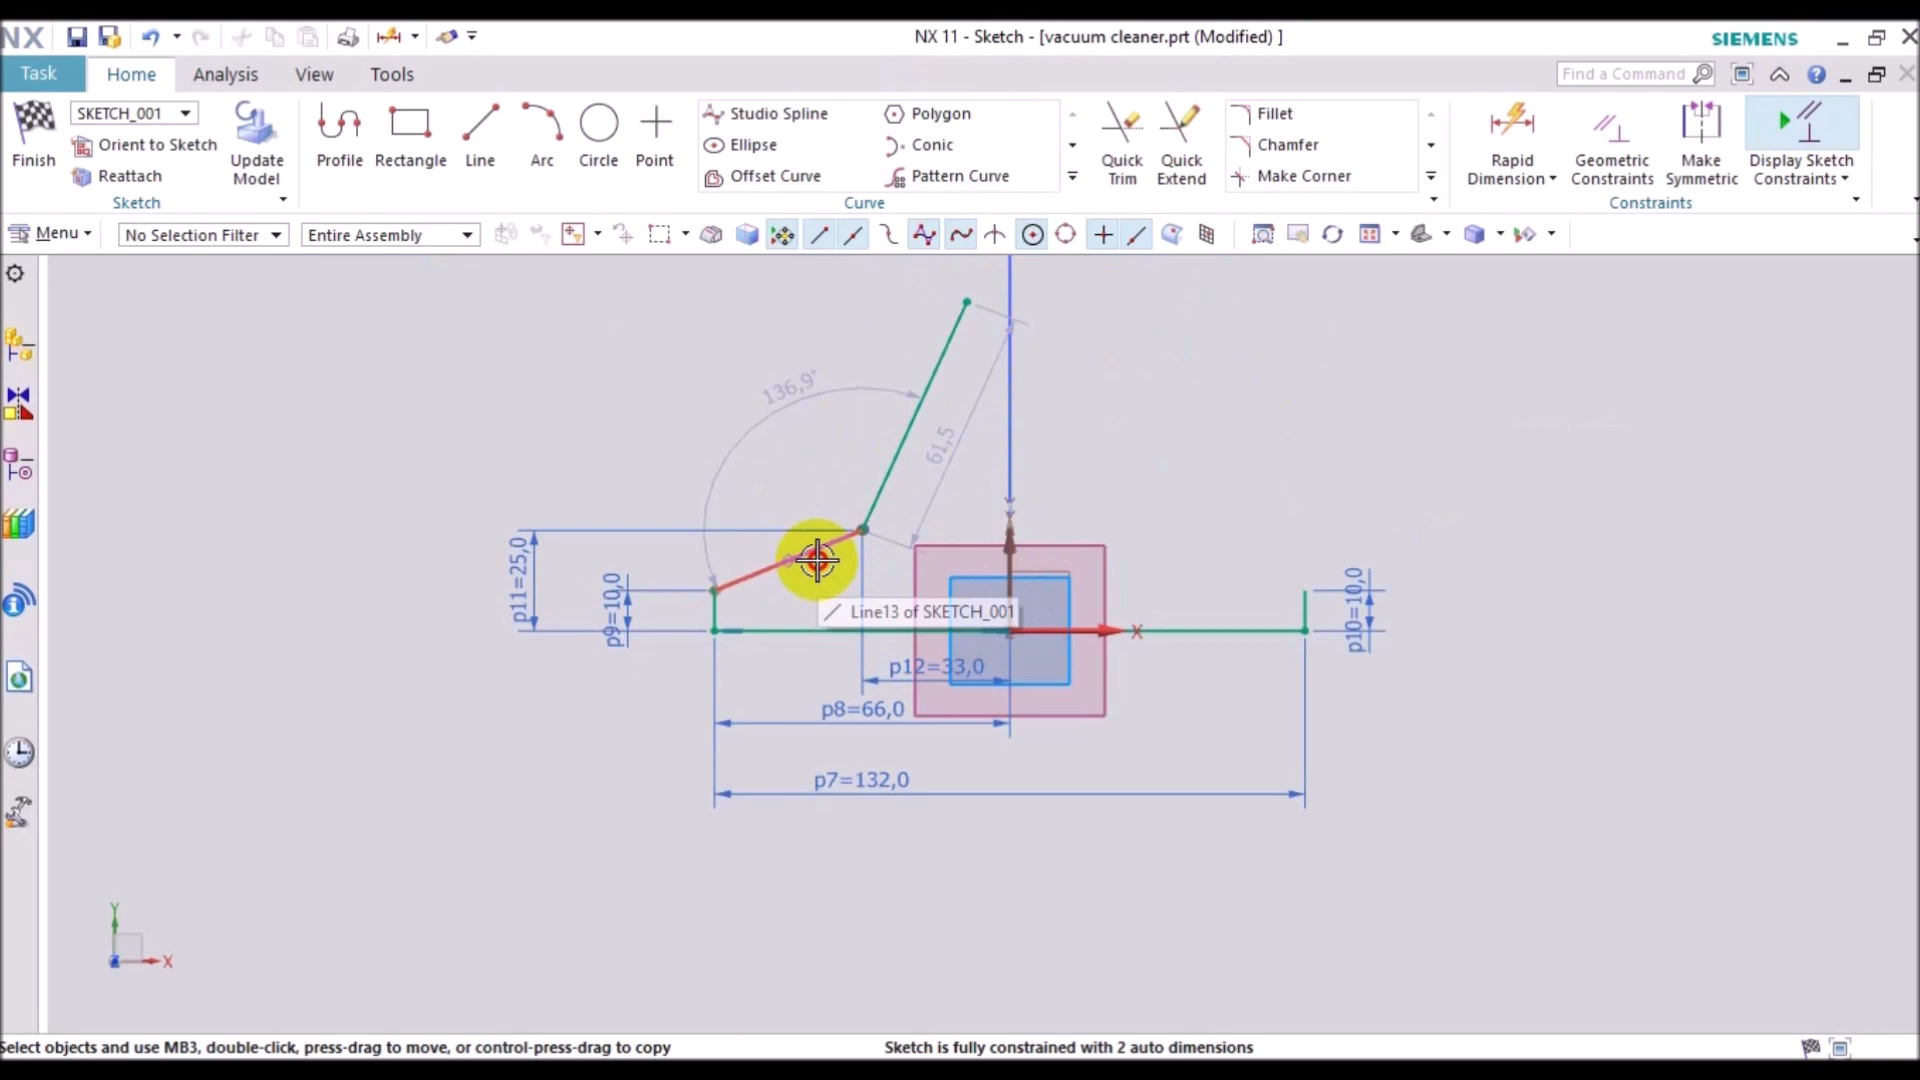 NX
NX 11 - Sketch - [vacuum cleaner.prt (Modified) ]
SIEMENS
Task
Home
Analysis
View
Tools
Find a Command
Finish
SKETCH_001
Orient to Sketch
Reattach
Update
Model
Sketch
Profile
Rectangle
Line
Arc
Circle
Point
Studio Spline
Ellipse
Offset Curve
Polygon
Conic
Pattern Curve
Quick
Trim
Quick
Extend
Fillet
Chamfer
Make Corner
Curve
Rapid
Dimension
Geometric
Constraints
Make
Symmetric
Display Sketch
Constraints
Constraints
Menu
No Selection Filter
Entire Assembly
136,9°
61,5
p11=25,0
p9=10,0
Line13 of SKETCH_001
p10=10,0
Y
X
p12=33,0
p8=66,0
p7=132,0
Y
Z
X
Select objects and use MB3, double-click, press-drag to move, or control-press-drag to copy
Sketch is fully constrained with 2 auto dimensions